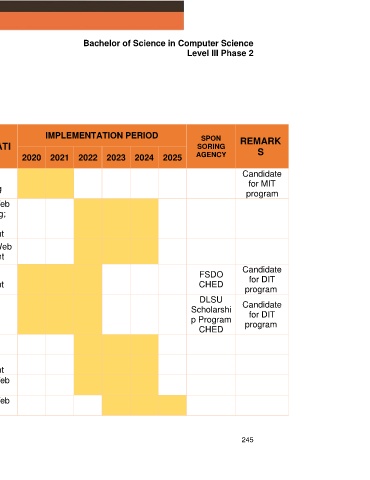 Bachelor of Science in Computer Science
Level III Phase 2
ATI
IMPLEMENTATION PERIOD
SPON
SORING
AGENCY
REMARK
S
2020 2021 2022 2023 2024 2025
Candidate
for MIT
program
g
eb
g;
nt
Web
et
nt
FSDO
CHED
Candidate
for DIT
program
DLSU
Scholarshi
p Program
CHED
Candidate
for DIT
program
nt
eb
eb
245